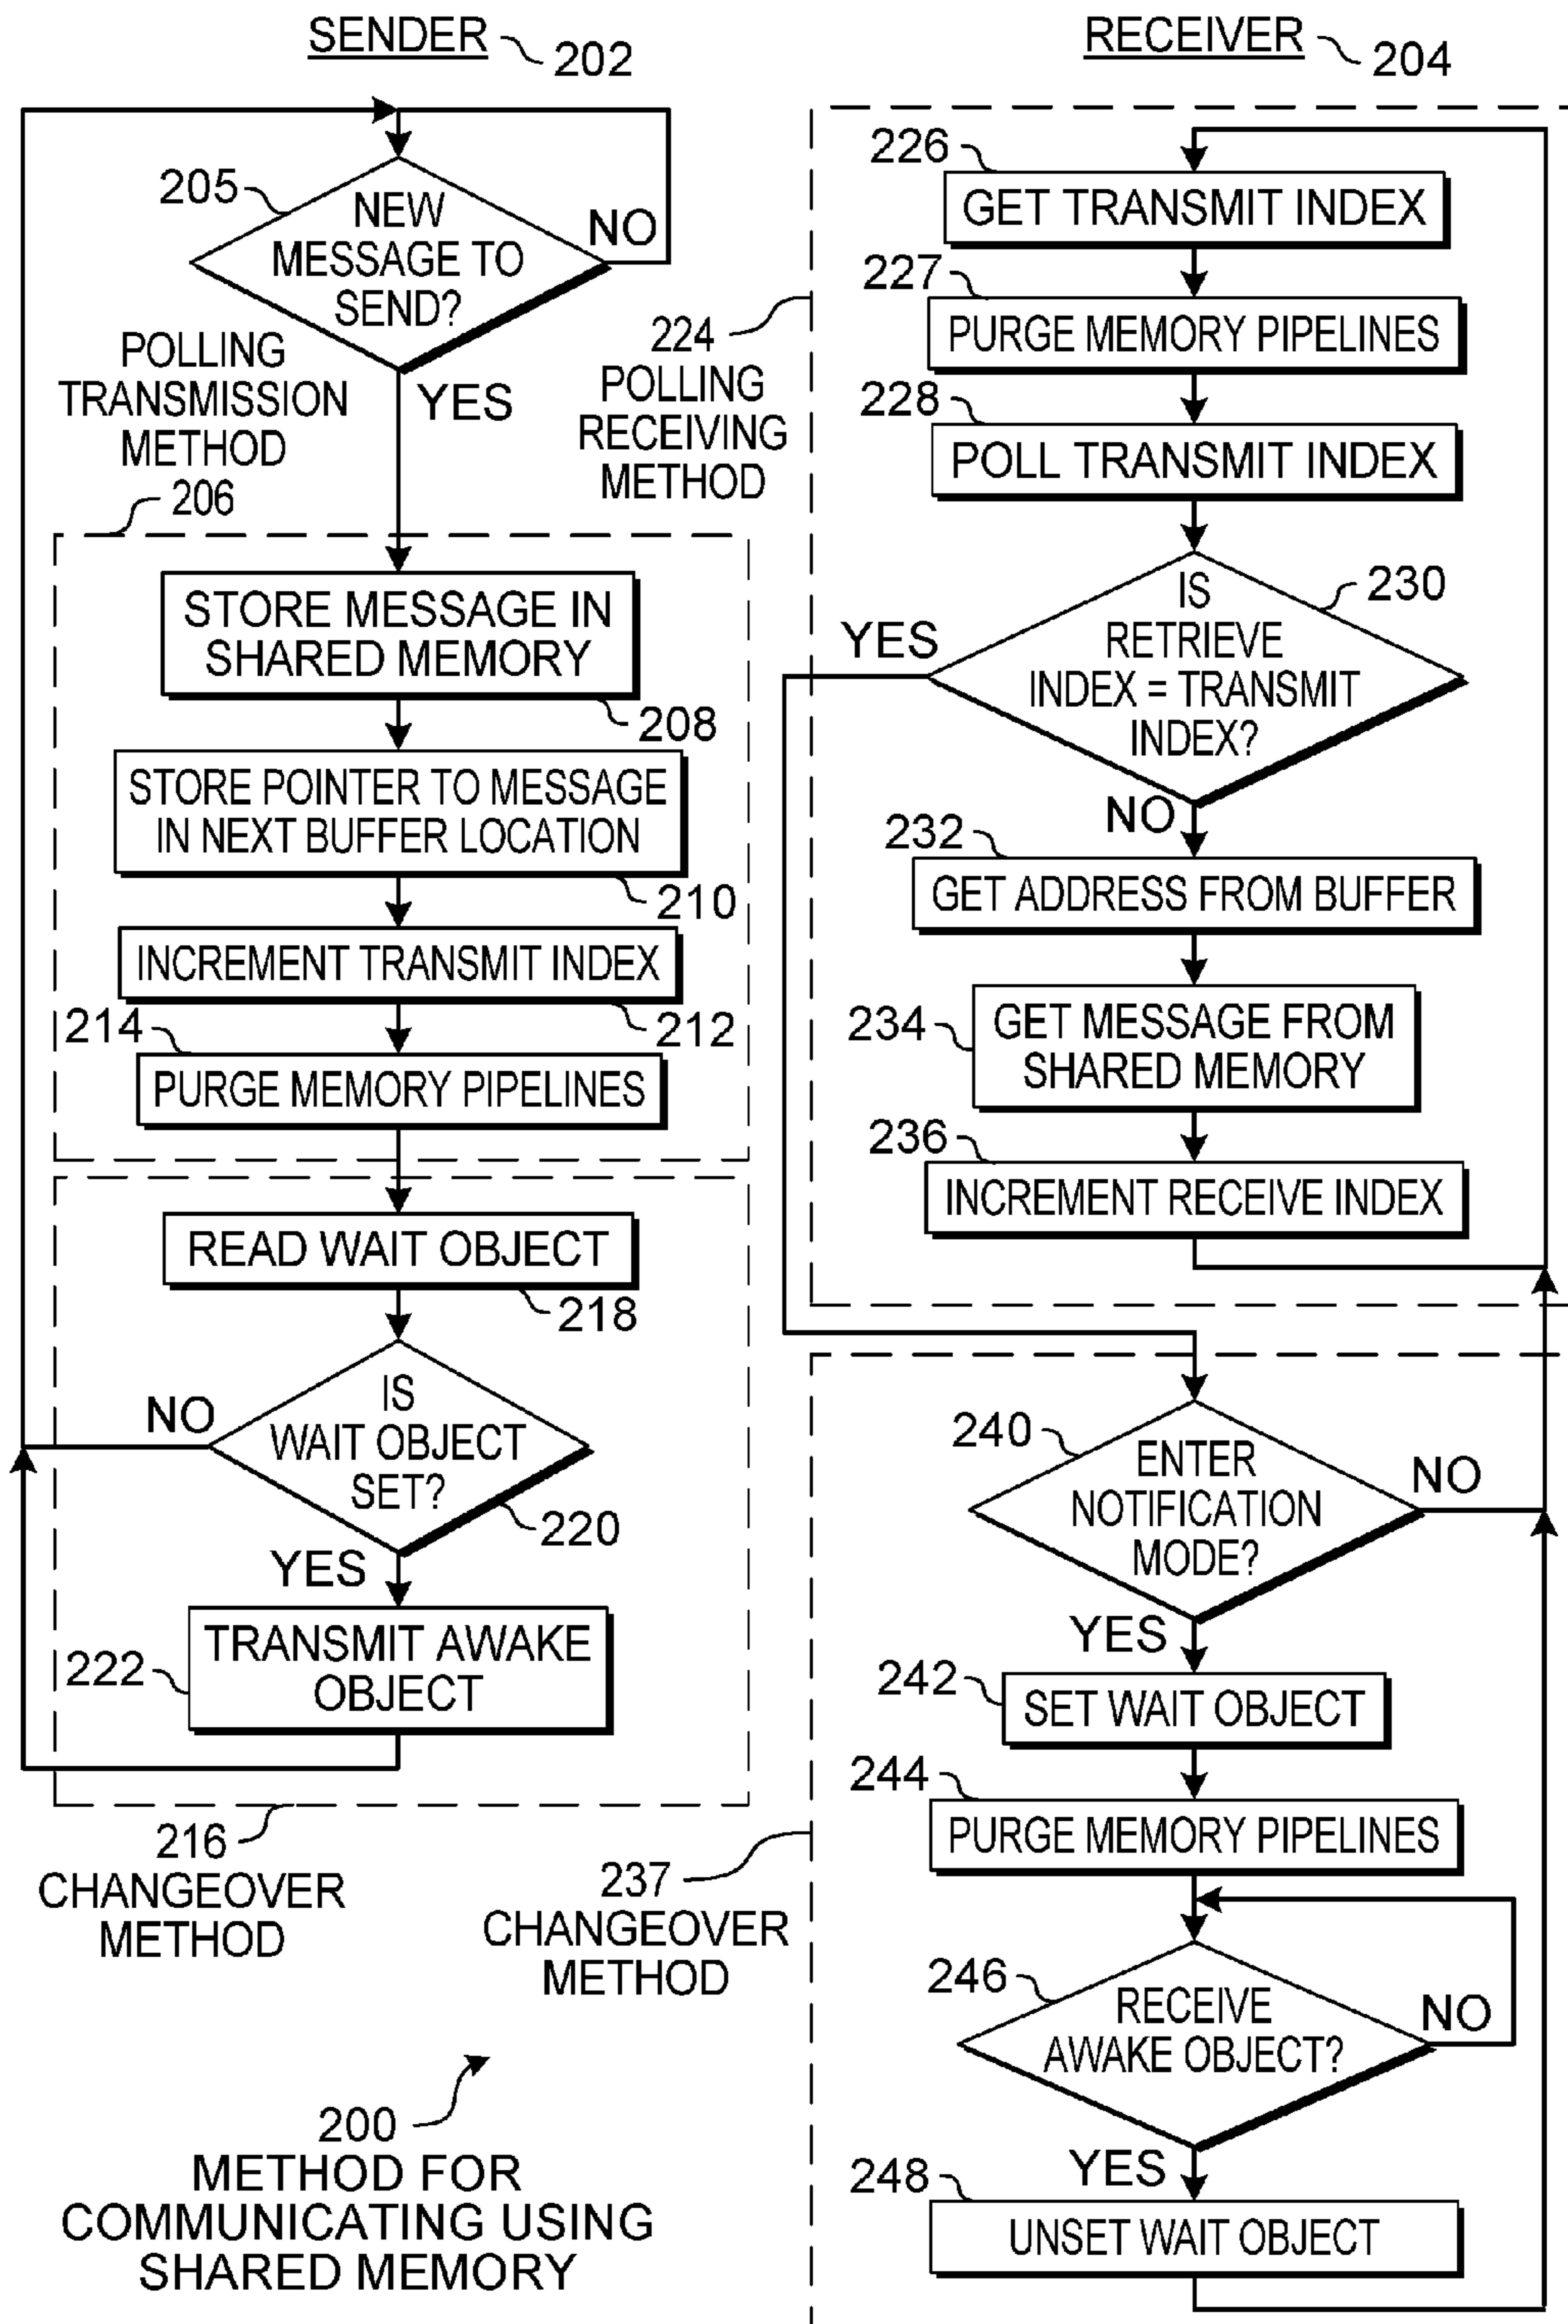 SENDER 202
205
NEW
MESSAGE TO
SEND?
NO
YES
POLLING
TRANSMISSION
METHOD
206
STORE MESSAGE IN
SHARED MEMORY
208
STORE POINTER TO MESSAGE
IN NEXT BUFFER LOCATION
210
INCREMENT TRANSMIT INDEX
212
214
PURGE MEMORY PIPELINES
READ WAIT OBJECT
218
IS
WAIT OBJECT
SET?
NO
220
YES
222
TRANSMIT AWAKE
OBJECT
216
CHANGEOVER
METHOD
RECEIVER 204
224
POLLING
RECEIVING
METHOD
226
GET TRANSMIT INDEX
227
PURGE MEMORY PIPELINES
228
POLL TRANSMIT INDEX
230
IS
RETRIEVE
INDEX = TRANSMIT
INDEX?
YES
NO
232
GET ADDRESS FROM BUFFER
234
GET MESSAGE FROM
SHARED MEMORY
236
INCREMENT RECEIVE INDEX
237
CHANGEOVER
METHOD
240
ENTER
NOTIFICATION
MODE?
NO
YES
242
SET WAIT OBJECT
244
PURGE MEMORY PIPELINES
246
RECEIVE
AWAKE OBJECT?
NO
YES
248
UNSET WAIT OBJECT
200
METHOD FOR
COMMUNICATING USING
SHARED MEMORY